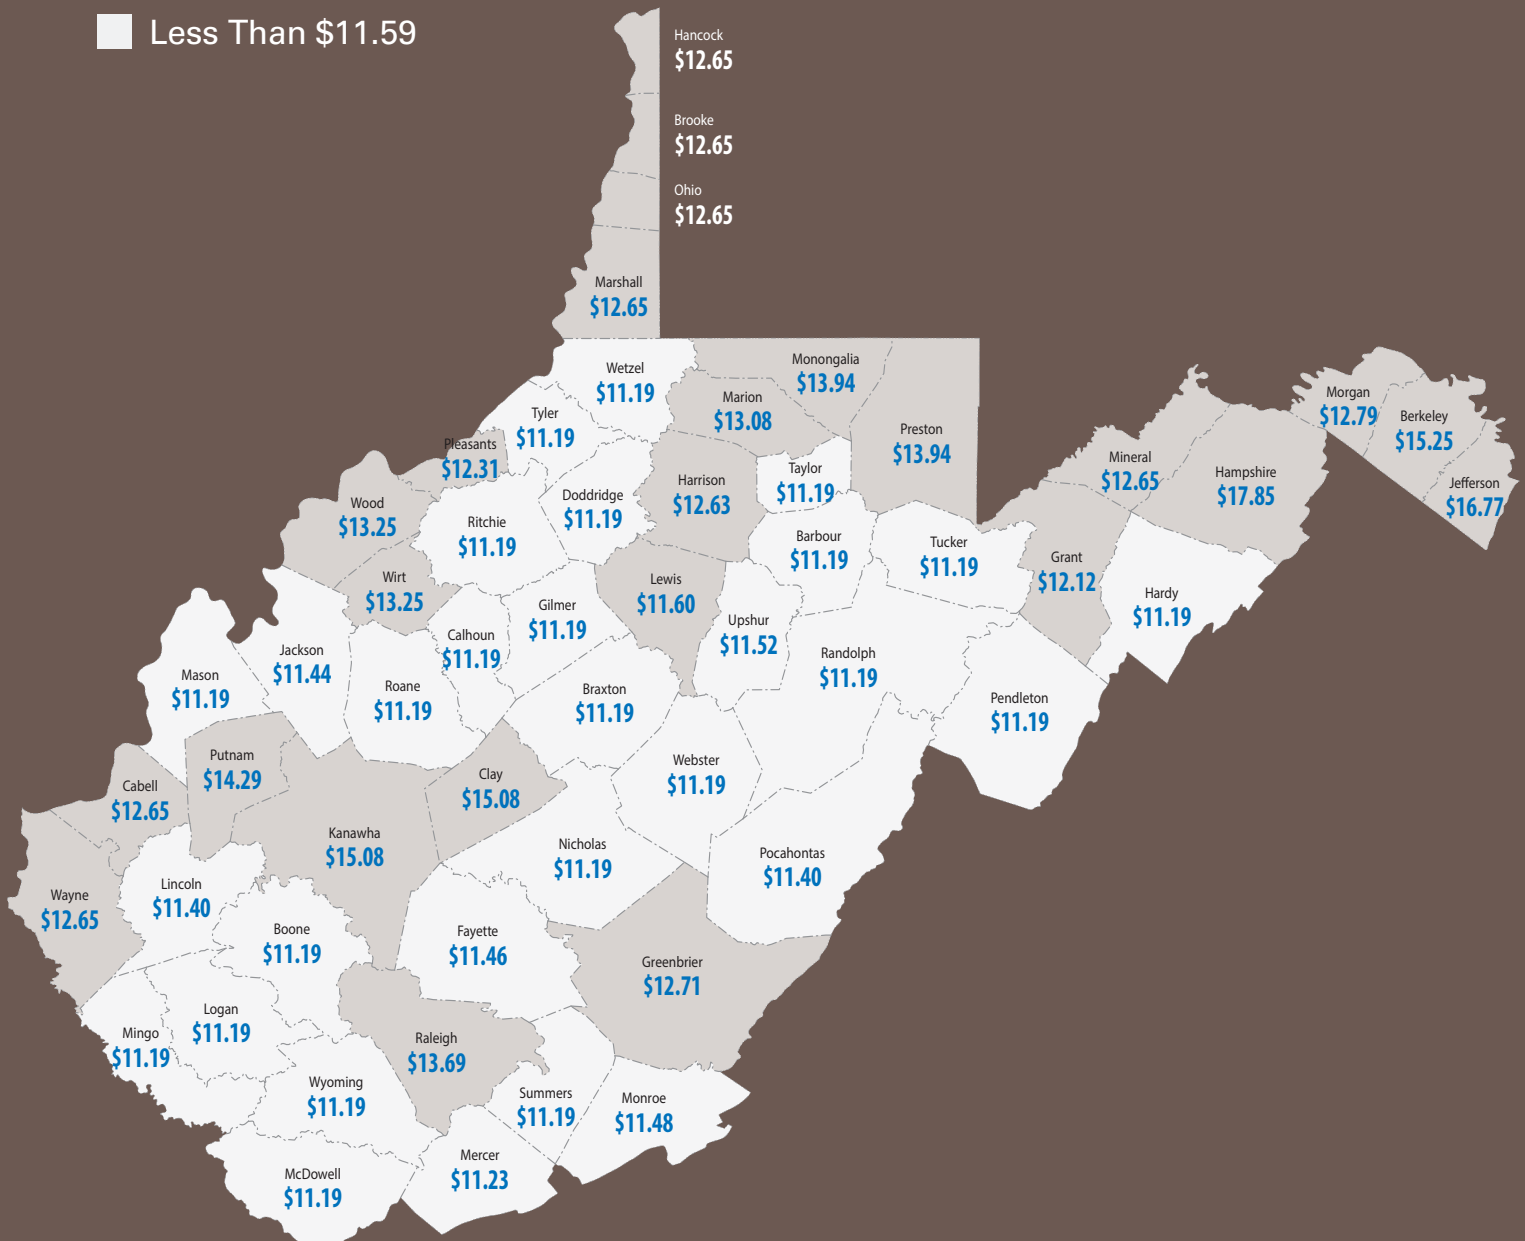 Less Than $11.59
Hancock
$12.65
Brooke
$12.65
Ohio
$12.65
Marshall
$12.65
Wetzel
$11.19
Monongalia
$13.94
Marion
$13.08
Tyler
$11.19
Preston
$13.94
Pleasants
$12.31
Morgan
$12.79
Berkeley
$15.25
Jefferson
$16.77
Mineral
$12.65
Hampshire
$17.85
Taylor
$11.19
Harrison
$12.63
Doddridge
$11.19
Wood
$13.25
Ritchie
$11.19
Barbour
$11.19
Tucker
$11.19
Grant
$12.12
Hardy
$11.19
Wirt
$13.25
Lewis
$11.60
Gilmer
$11.19
Upshur
$11.52
Calhoun
$11.19
Jackson
$11.44
Randolph
$11.19
Mason
$11.19
Roane
$11.19
Braxton
$11.19
Pendleton
$11.19
Putnam
$14.29
Webster
$11.19
Clay
$15.08
Cabell
$12.65
Kanawha
$15.08
Nicholas
$11.19
Pocahontas
$11.40
Lincoln
$11.40
Wayne
$12.65
Boone
$11.19
Fayette
$11.46
Greenbrier
$12.71
Logan
$11.19
Mingo
$11.19
Raleigh
$13.69
Wyoming
$11.19
Summers
$11.19
Monroe
$11.48
Mercer
$11.23
McDowell
$11.19